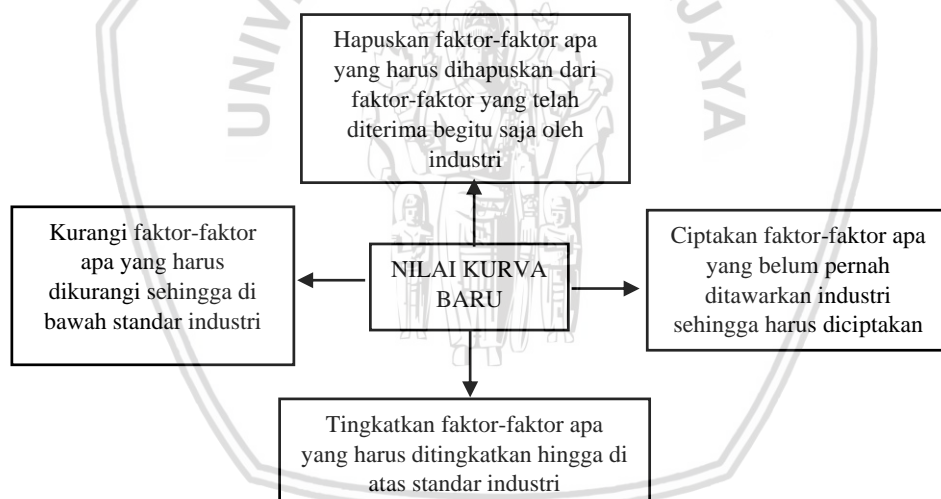 UNIV
JAYA
Hapuskan faktor-faktor apa
yang harus dihapuskan dari
faktor-faktor yang telah
diterima begitu saja oleh
industri
Kurangi faktor-faktor
apa yang harus
dikurangi sehingga di
bawah standar industri
NILAI KURVA
BARU
Ciptakan faktor-faktor apa
yang belum pernah
ditawarkan industri
sehingga harus diciptakan
Tingkatkan faktor-faktor apa
yang harus ditingkatkan hingga di
atas standar industri